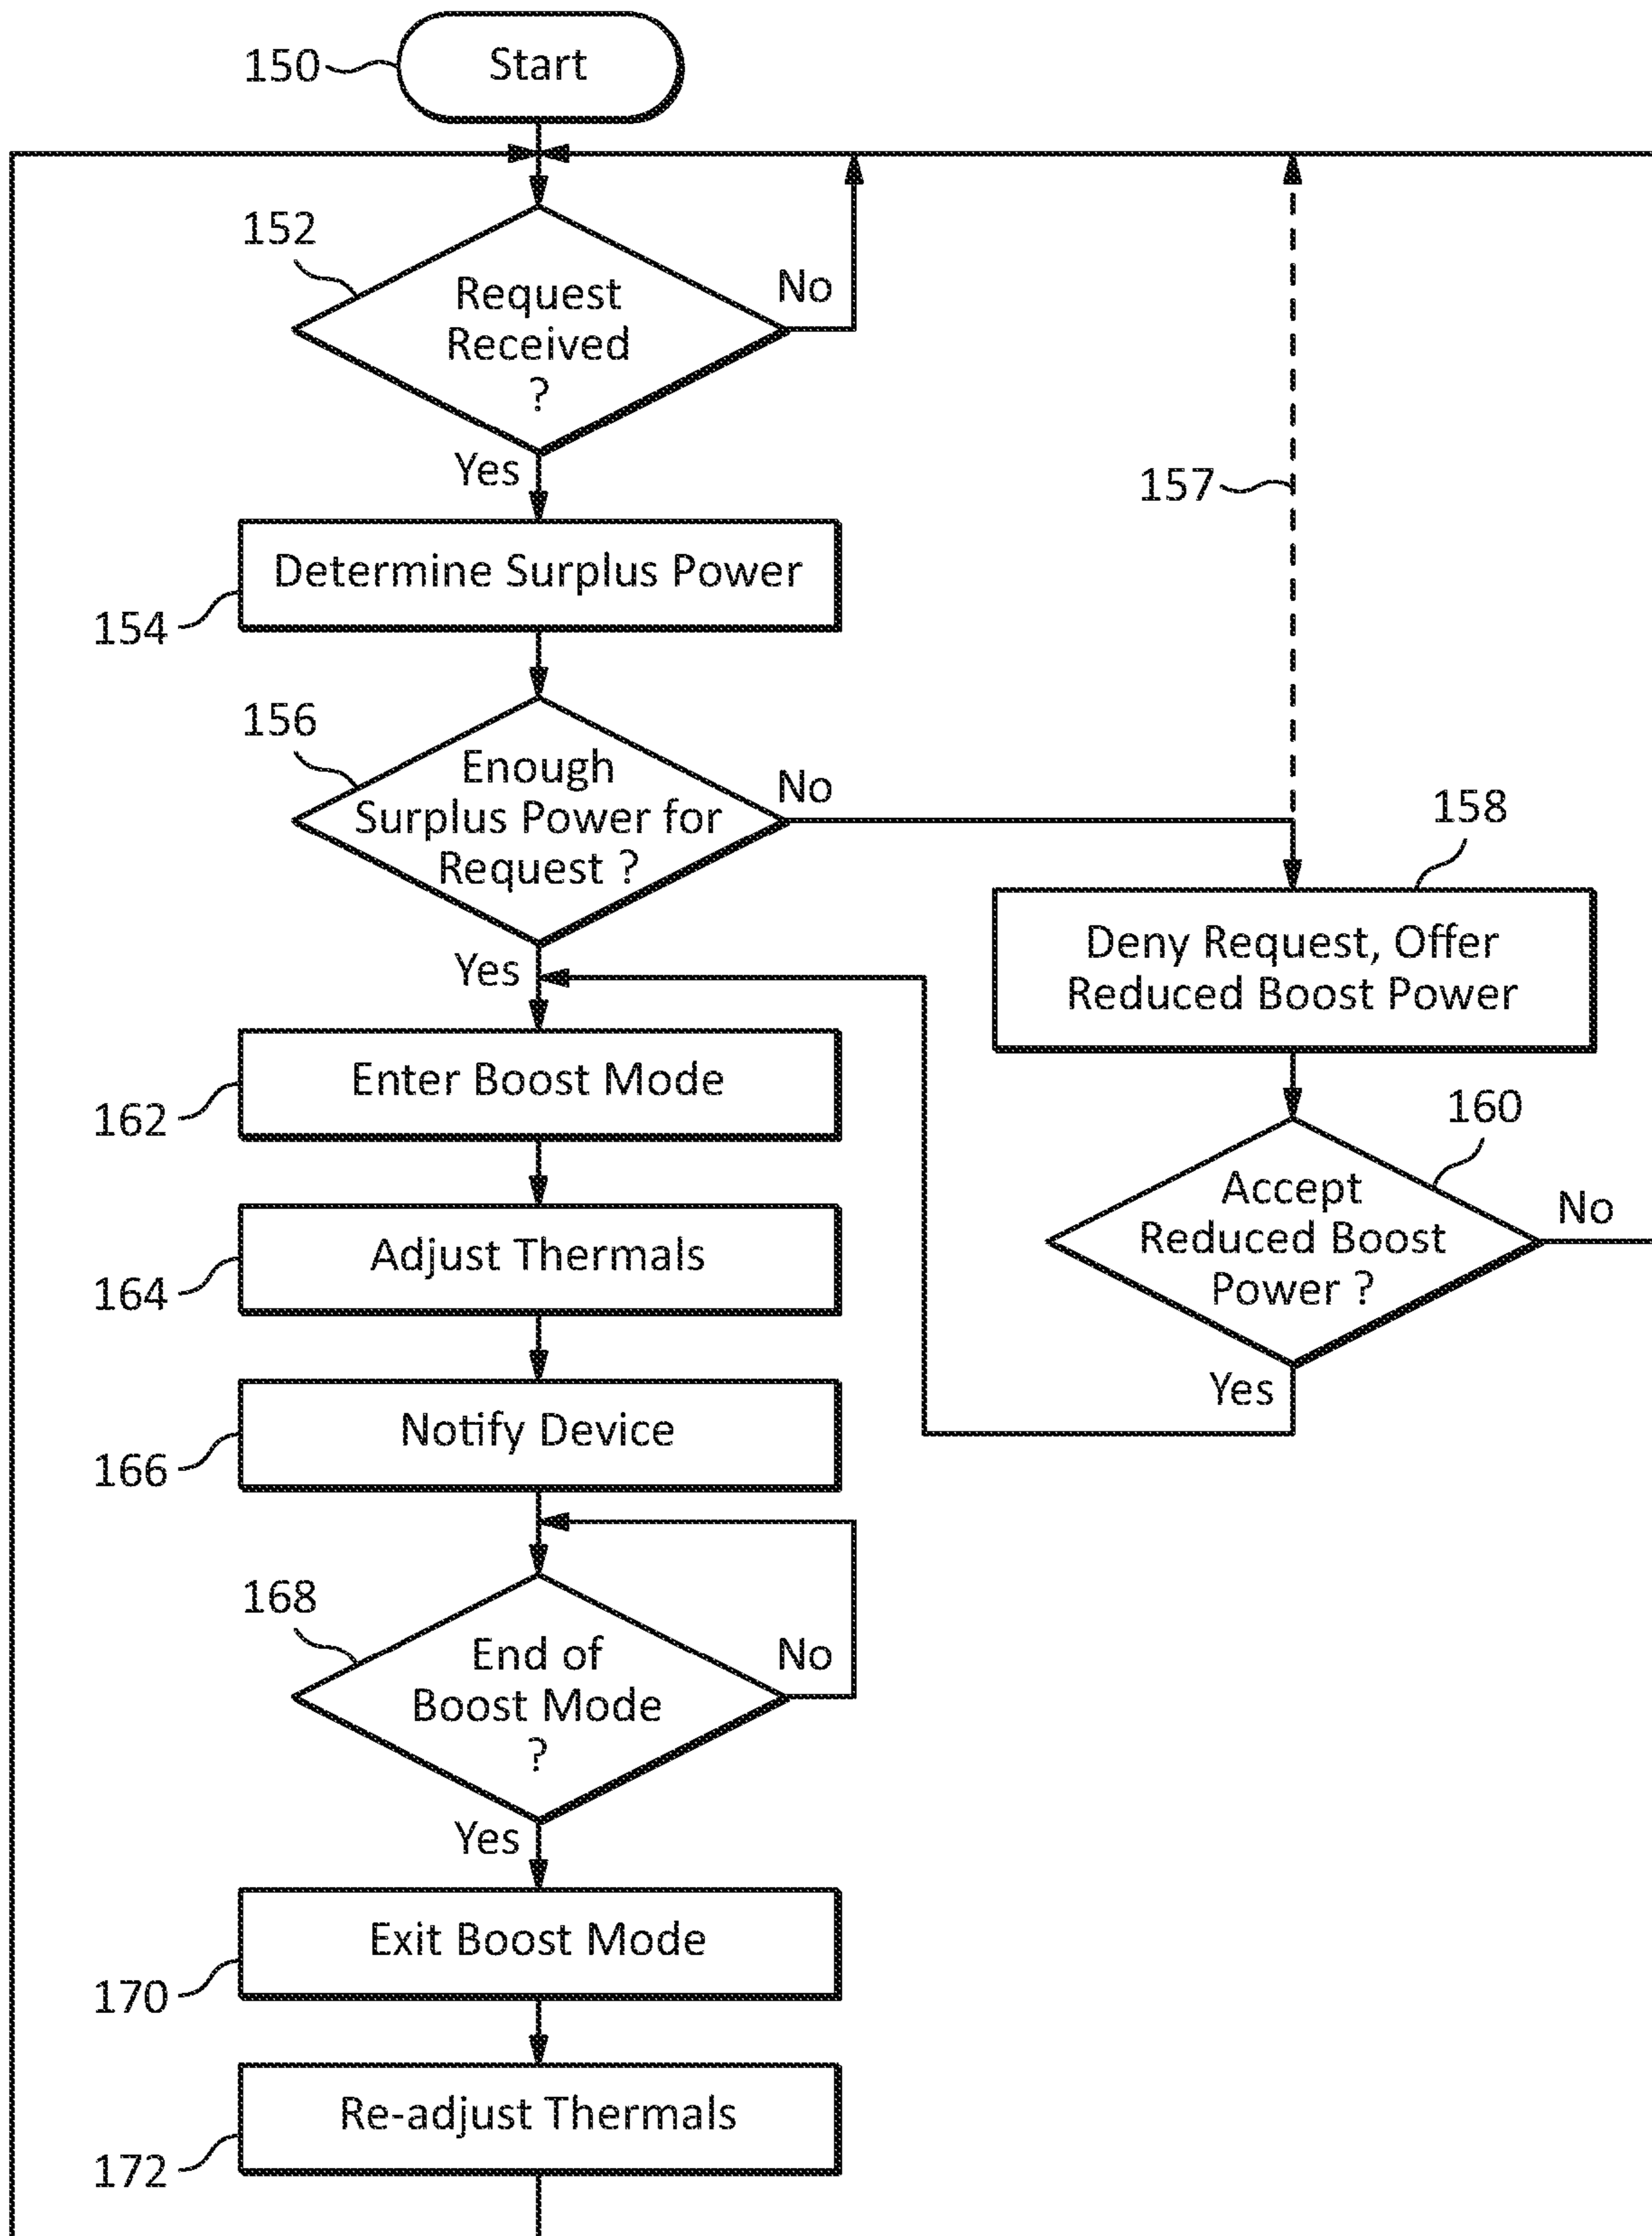 150
Start
152
Request
Received
?
No
Yes
157
Determine Surplus Power
154
156
Enough
Surplus Power for
Request ?
No
Yes
158
Deny Request, Offer
Reduced Boost Power
160
Accept
Reduced Boost
Power ?
No
Yes
Enter Boost Mode
162
Adjust Thermals
164
Notify Device
166
168
End of
Boost Mode
?
No
Yes
Exit Boost Mode
170
Re-adjust Thermals
172